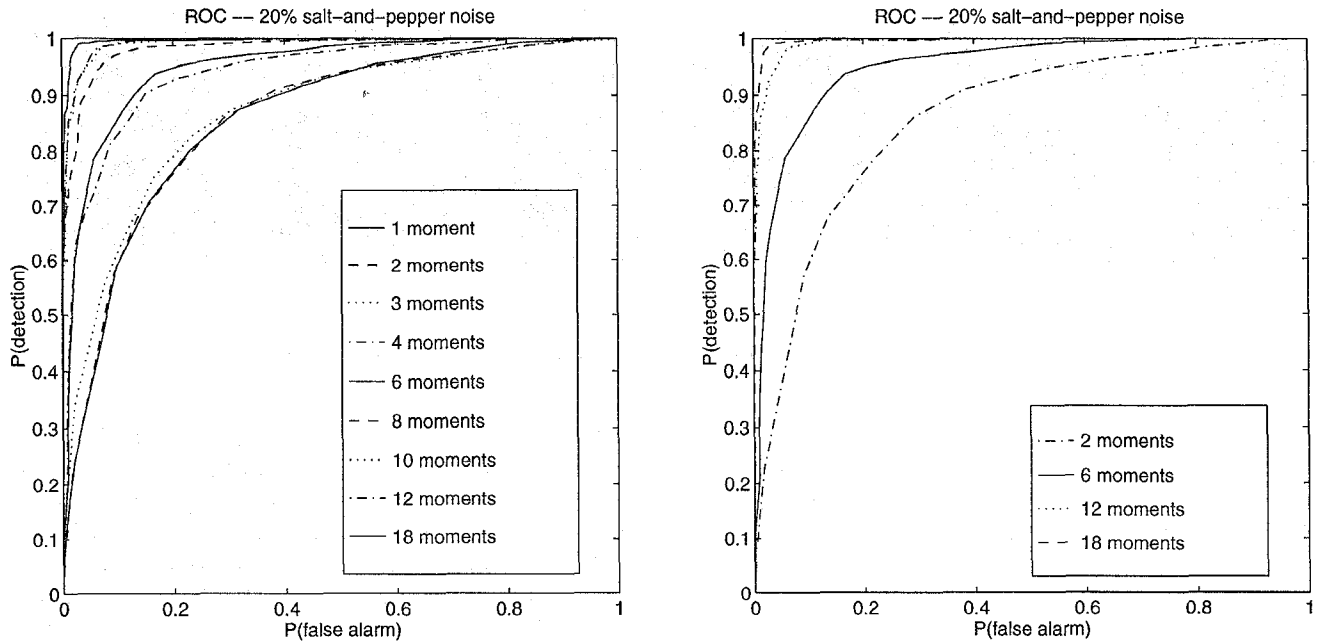 ROC –– 20% salt–and–pepper noise
1
0.9
0.8
0.7
0.6
0.5
0.4
0.3
0.2
0.1
0
P(detection)
1 moment
2 moments
3 moments
4 moments
6 moments
8 moments
10 moments
12 moments
18 moments
0 0.2 0.4 0.6 0.8 1
P(false alarm)
ROC –– 20% salt–and–pepper noise
1
0.9
0.8
0.7
0.6
0.5
0.4
0.3
0.2
0.1
0
P(detection)
2 moments
6 moments
12 moments
18 moments
0 0.2 0.4 0.6 0.8 1
P(false alarm)